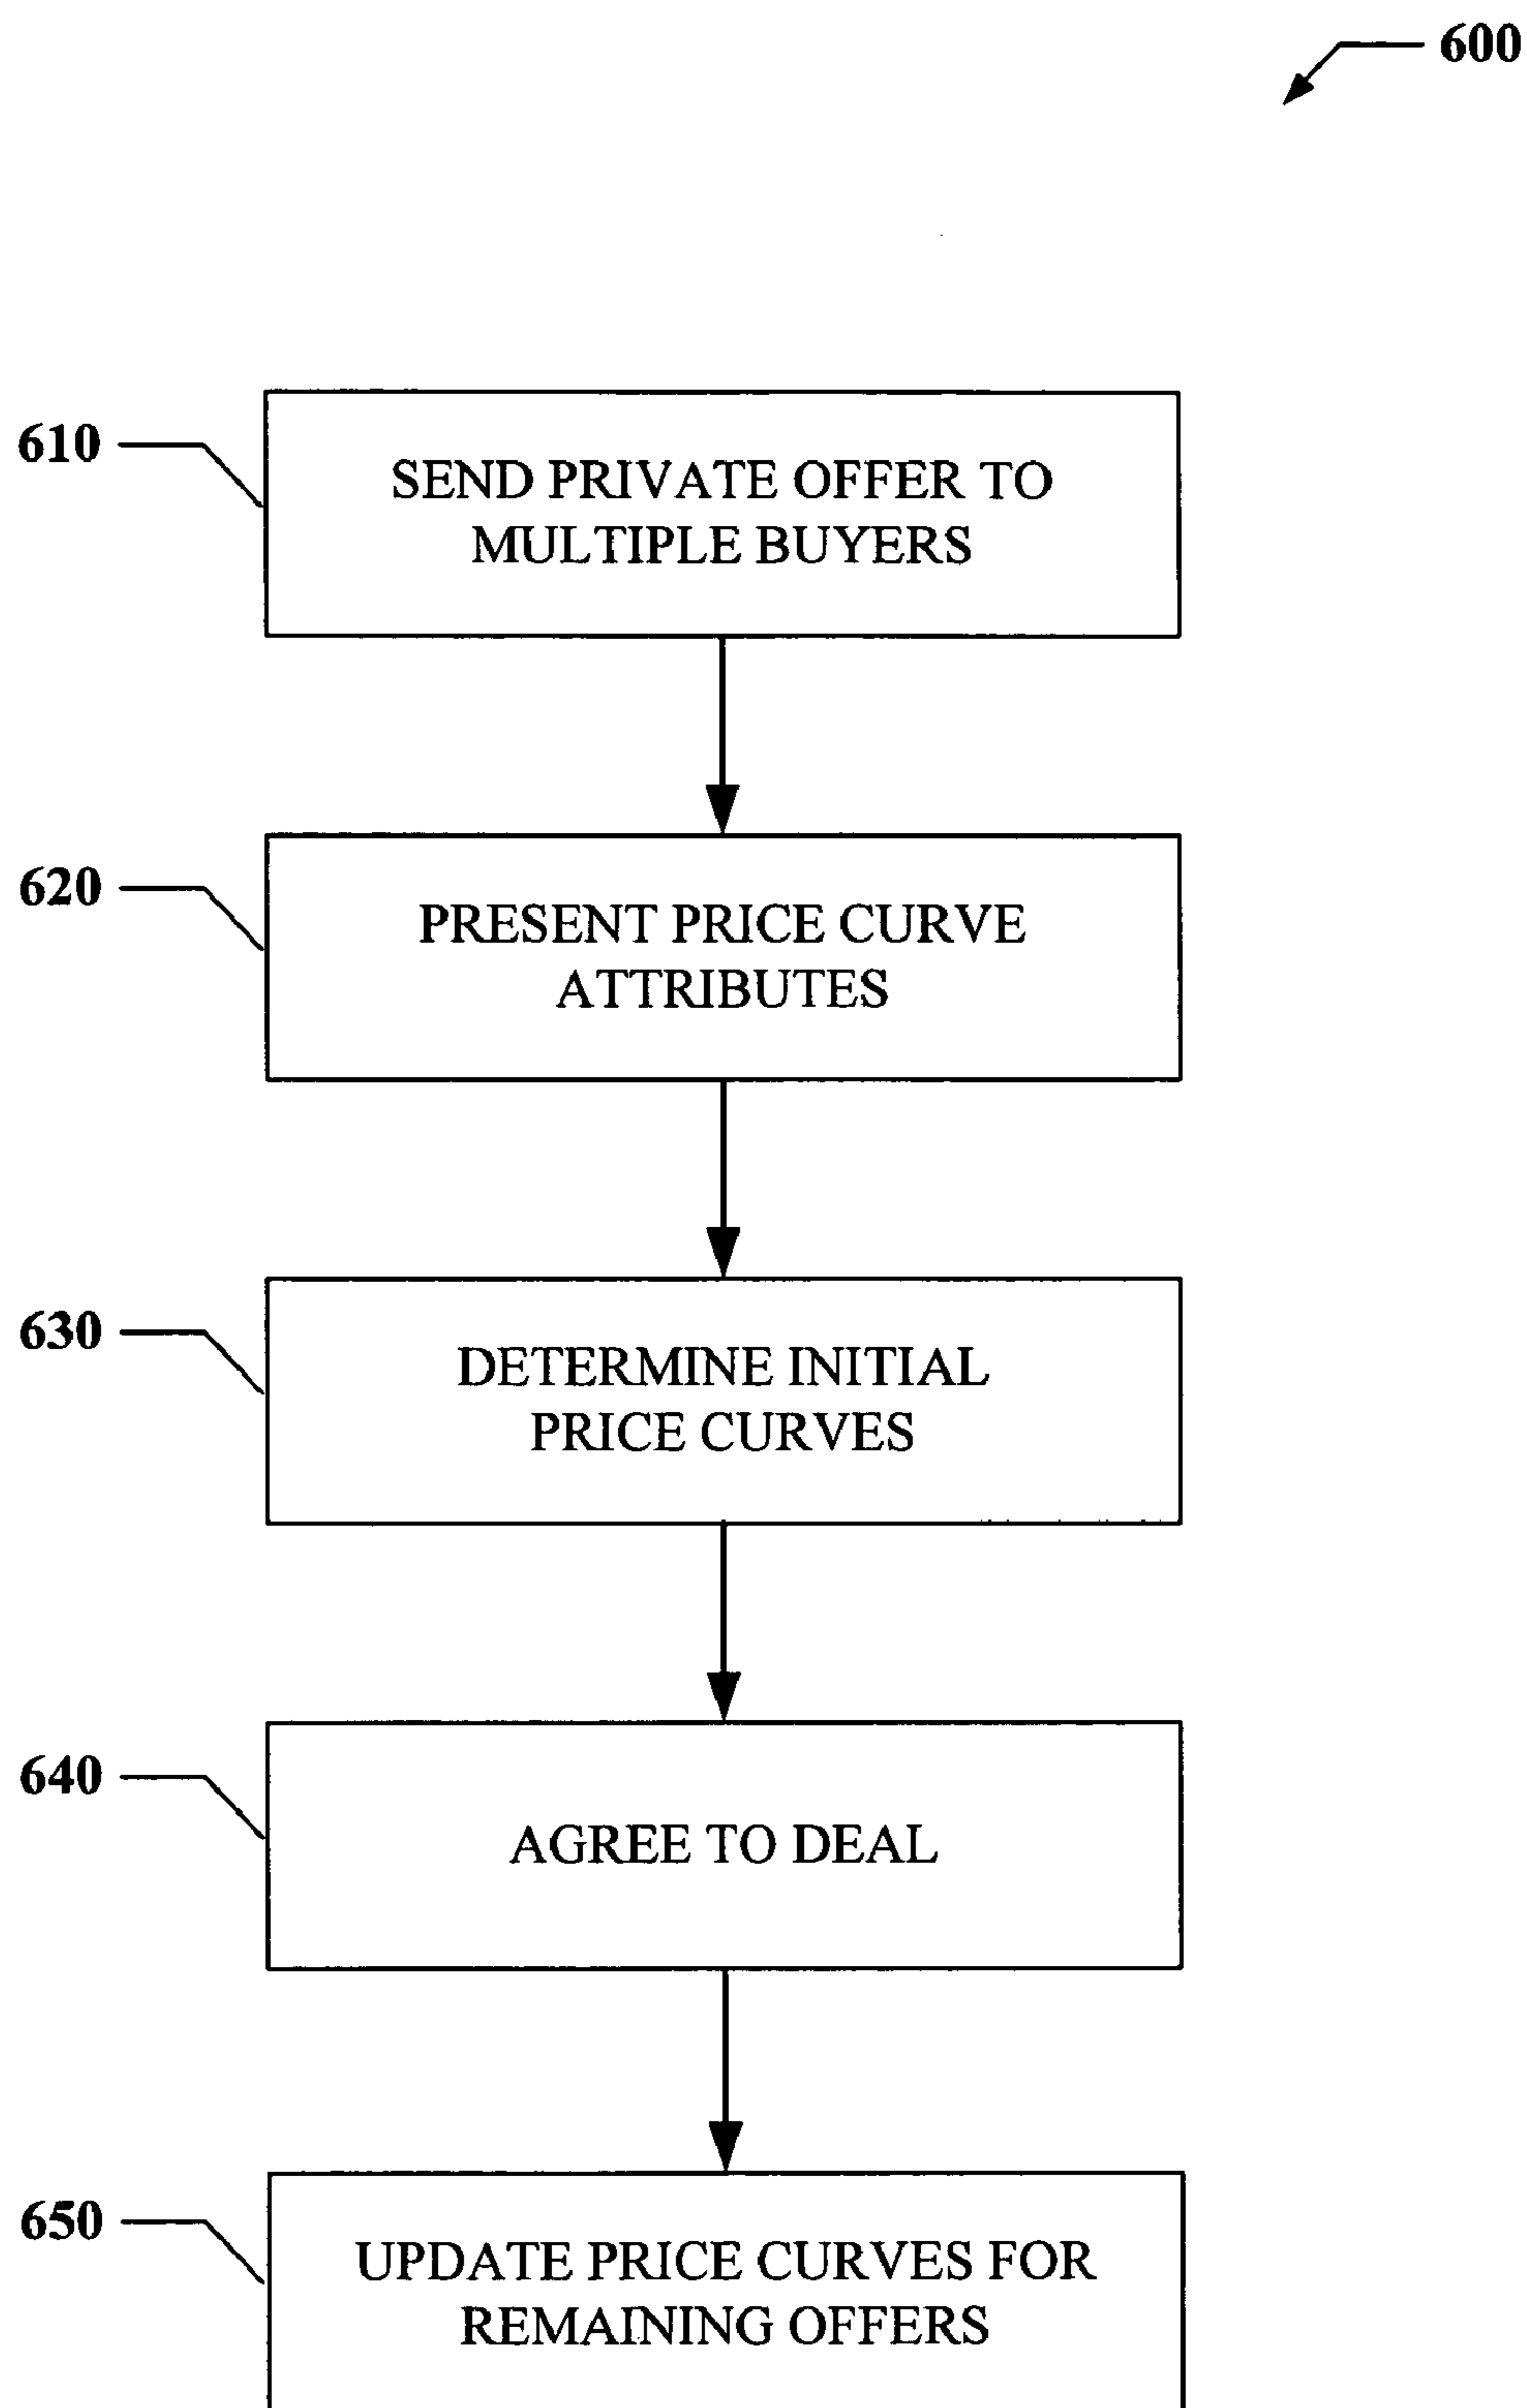 600
610
SEND PRIVATE OFFER TO
MULTIPLE BUYERS
620
PRESENT PRICE CURVE
ATTRIBUTES
630
DETERMINE INITIAL
PRICE CURVES
640
AGREE TO DEAL
650
UPDATE PRICE CURVES FOR
REMAINING OFFERS